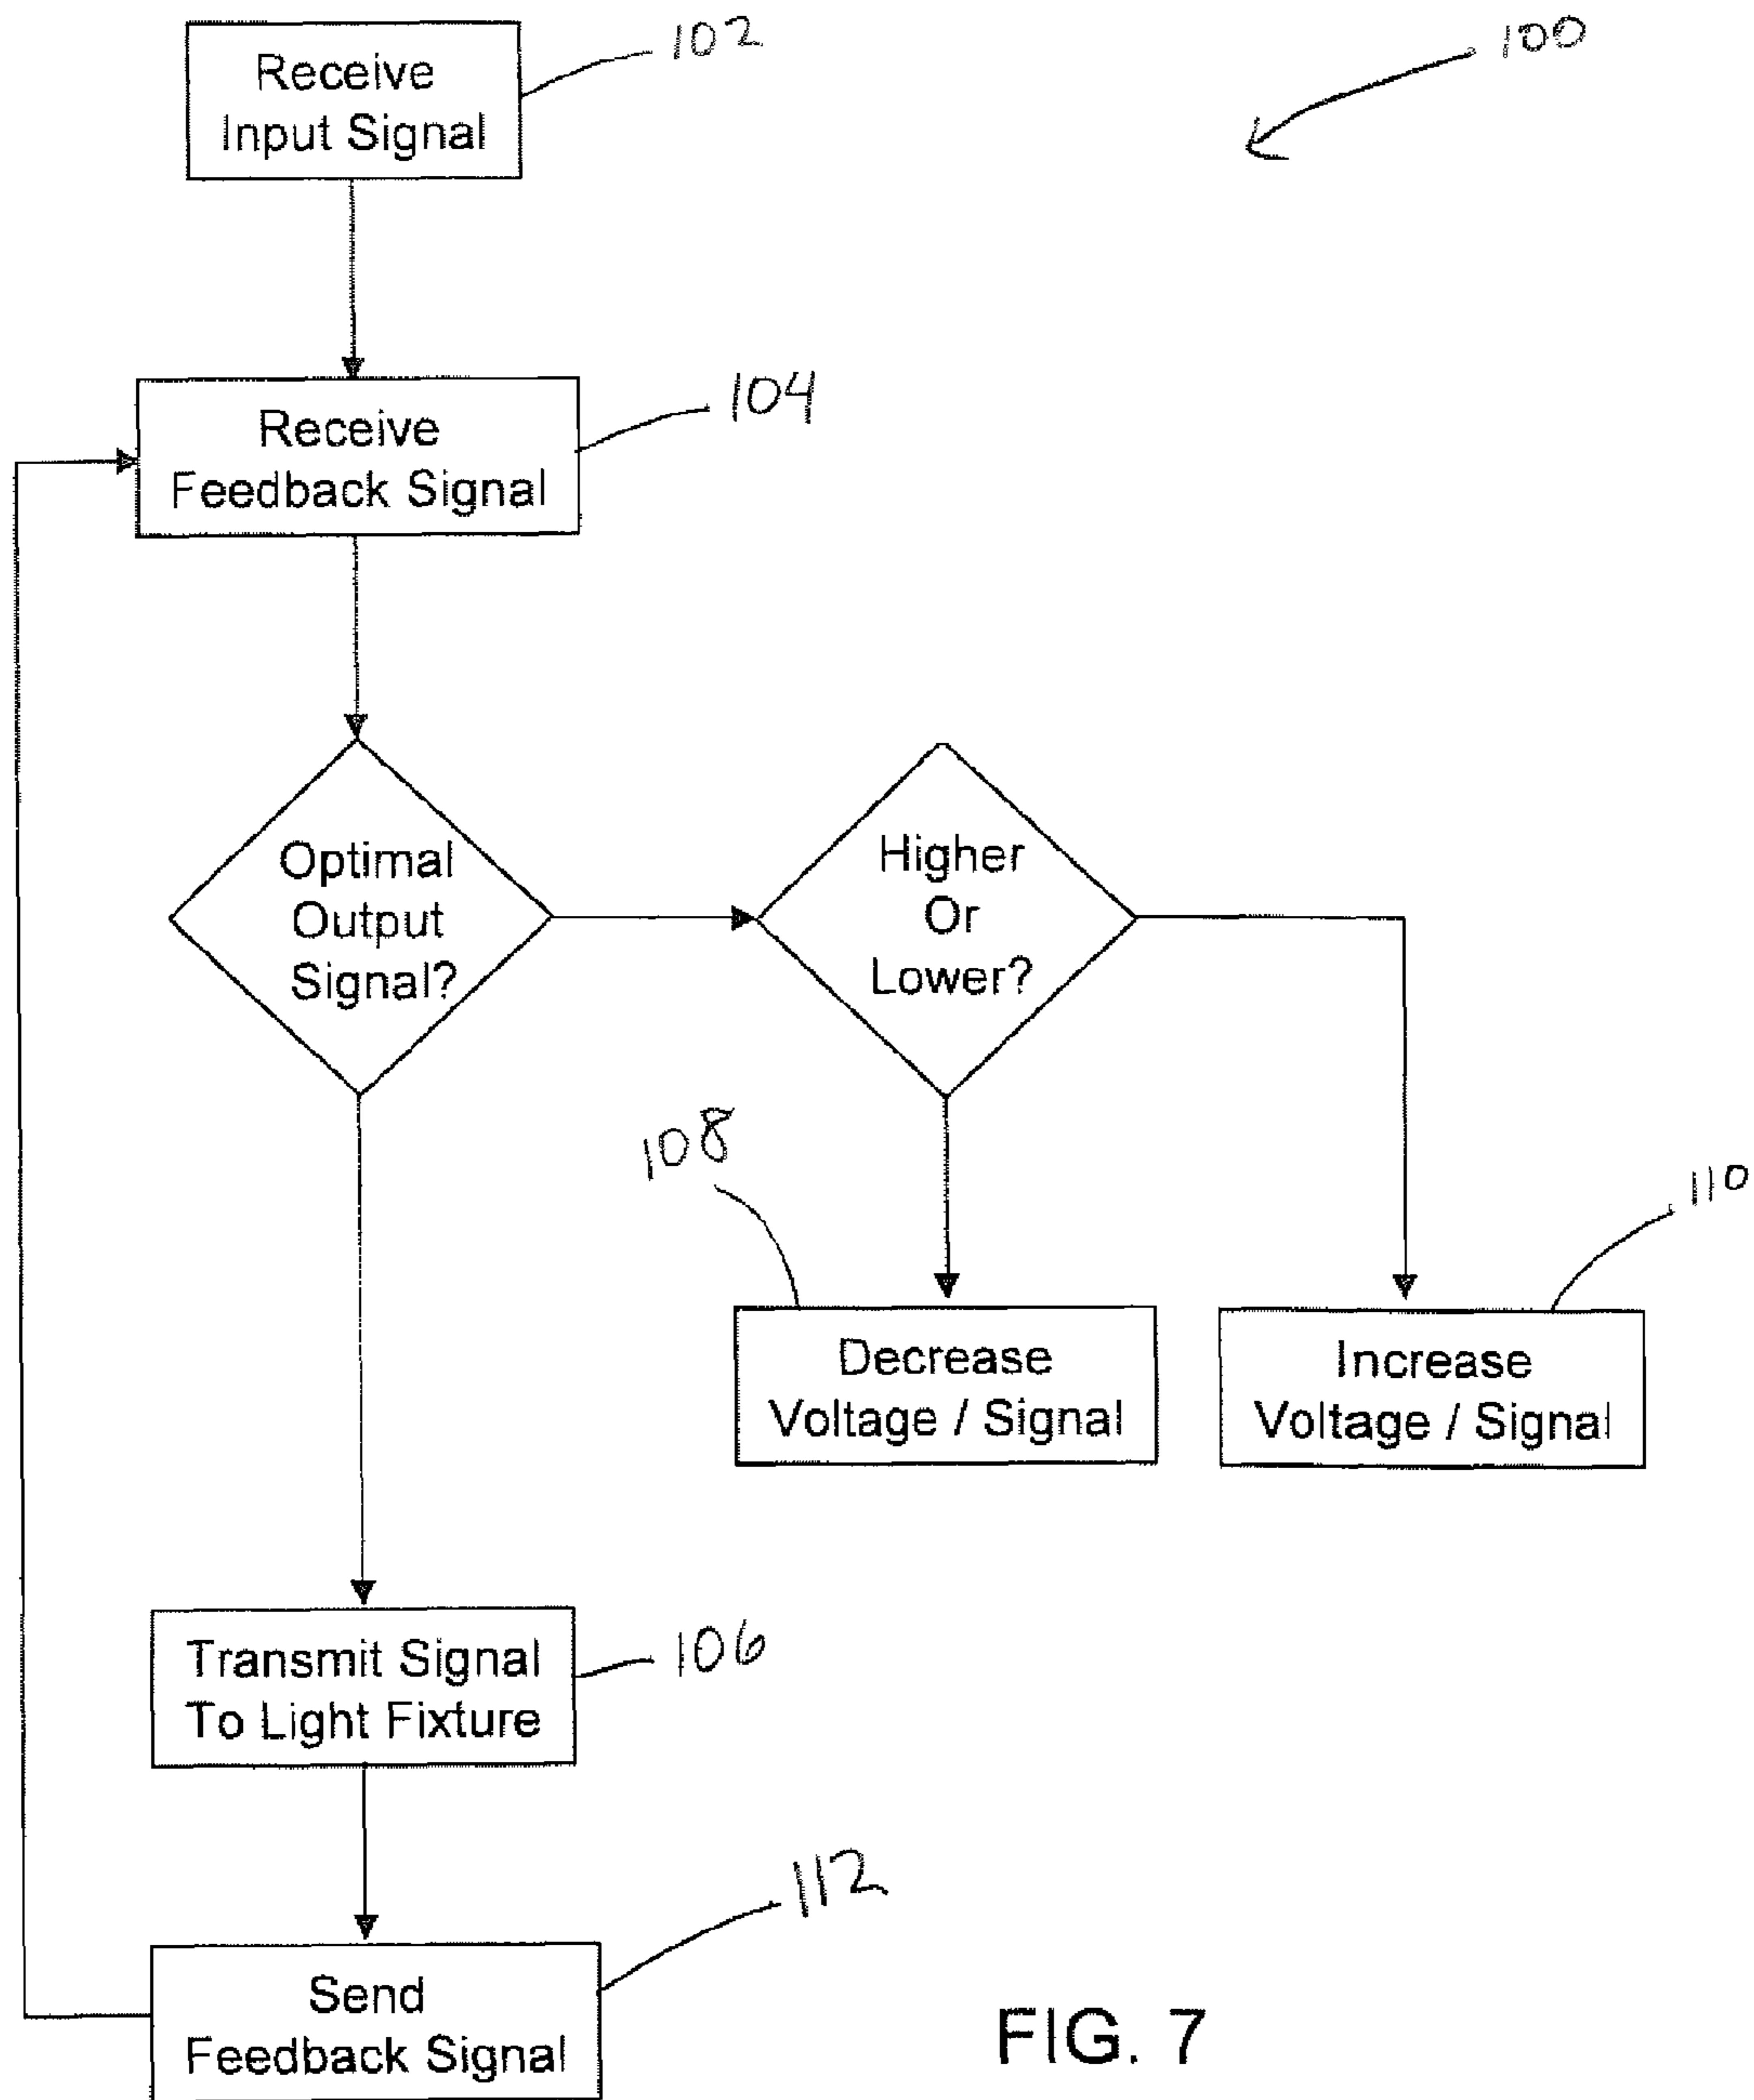 102
100
Receive
Input Signal
104
Receive
Feedback Signal
Optimal
Output
Signal?
Higher
Or
Lower?
108
110
Decrease
Voltage / Signal
Increase
Voltage / Signal
Transmit Signal
To Light Fixture
106
112
Send
Feedback Signal
FIG. 7